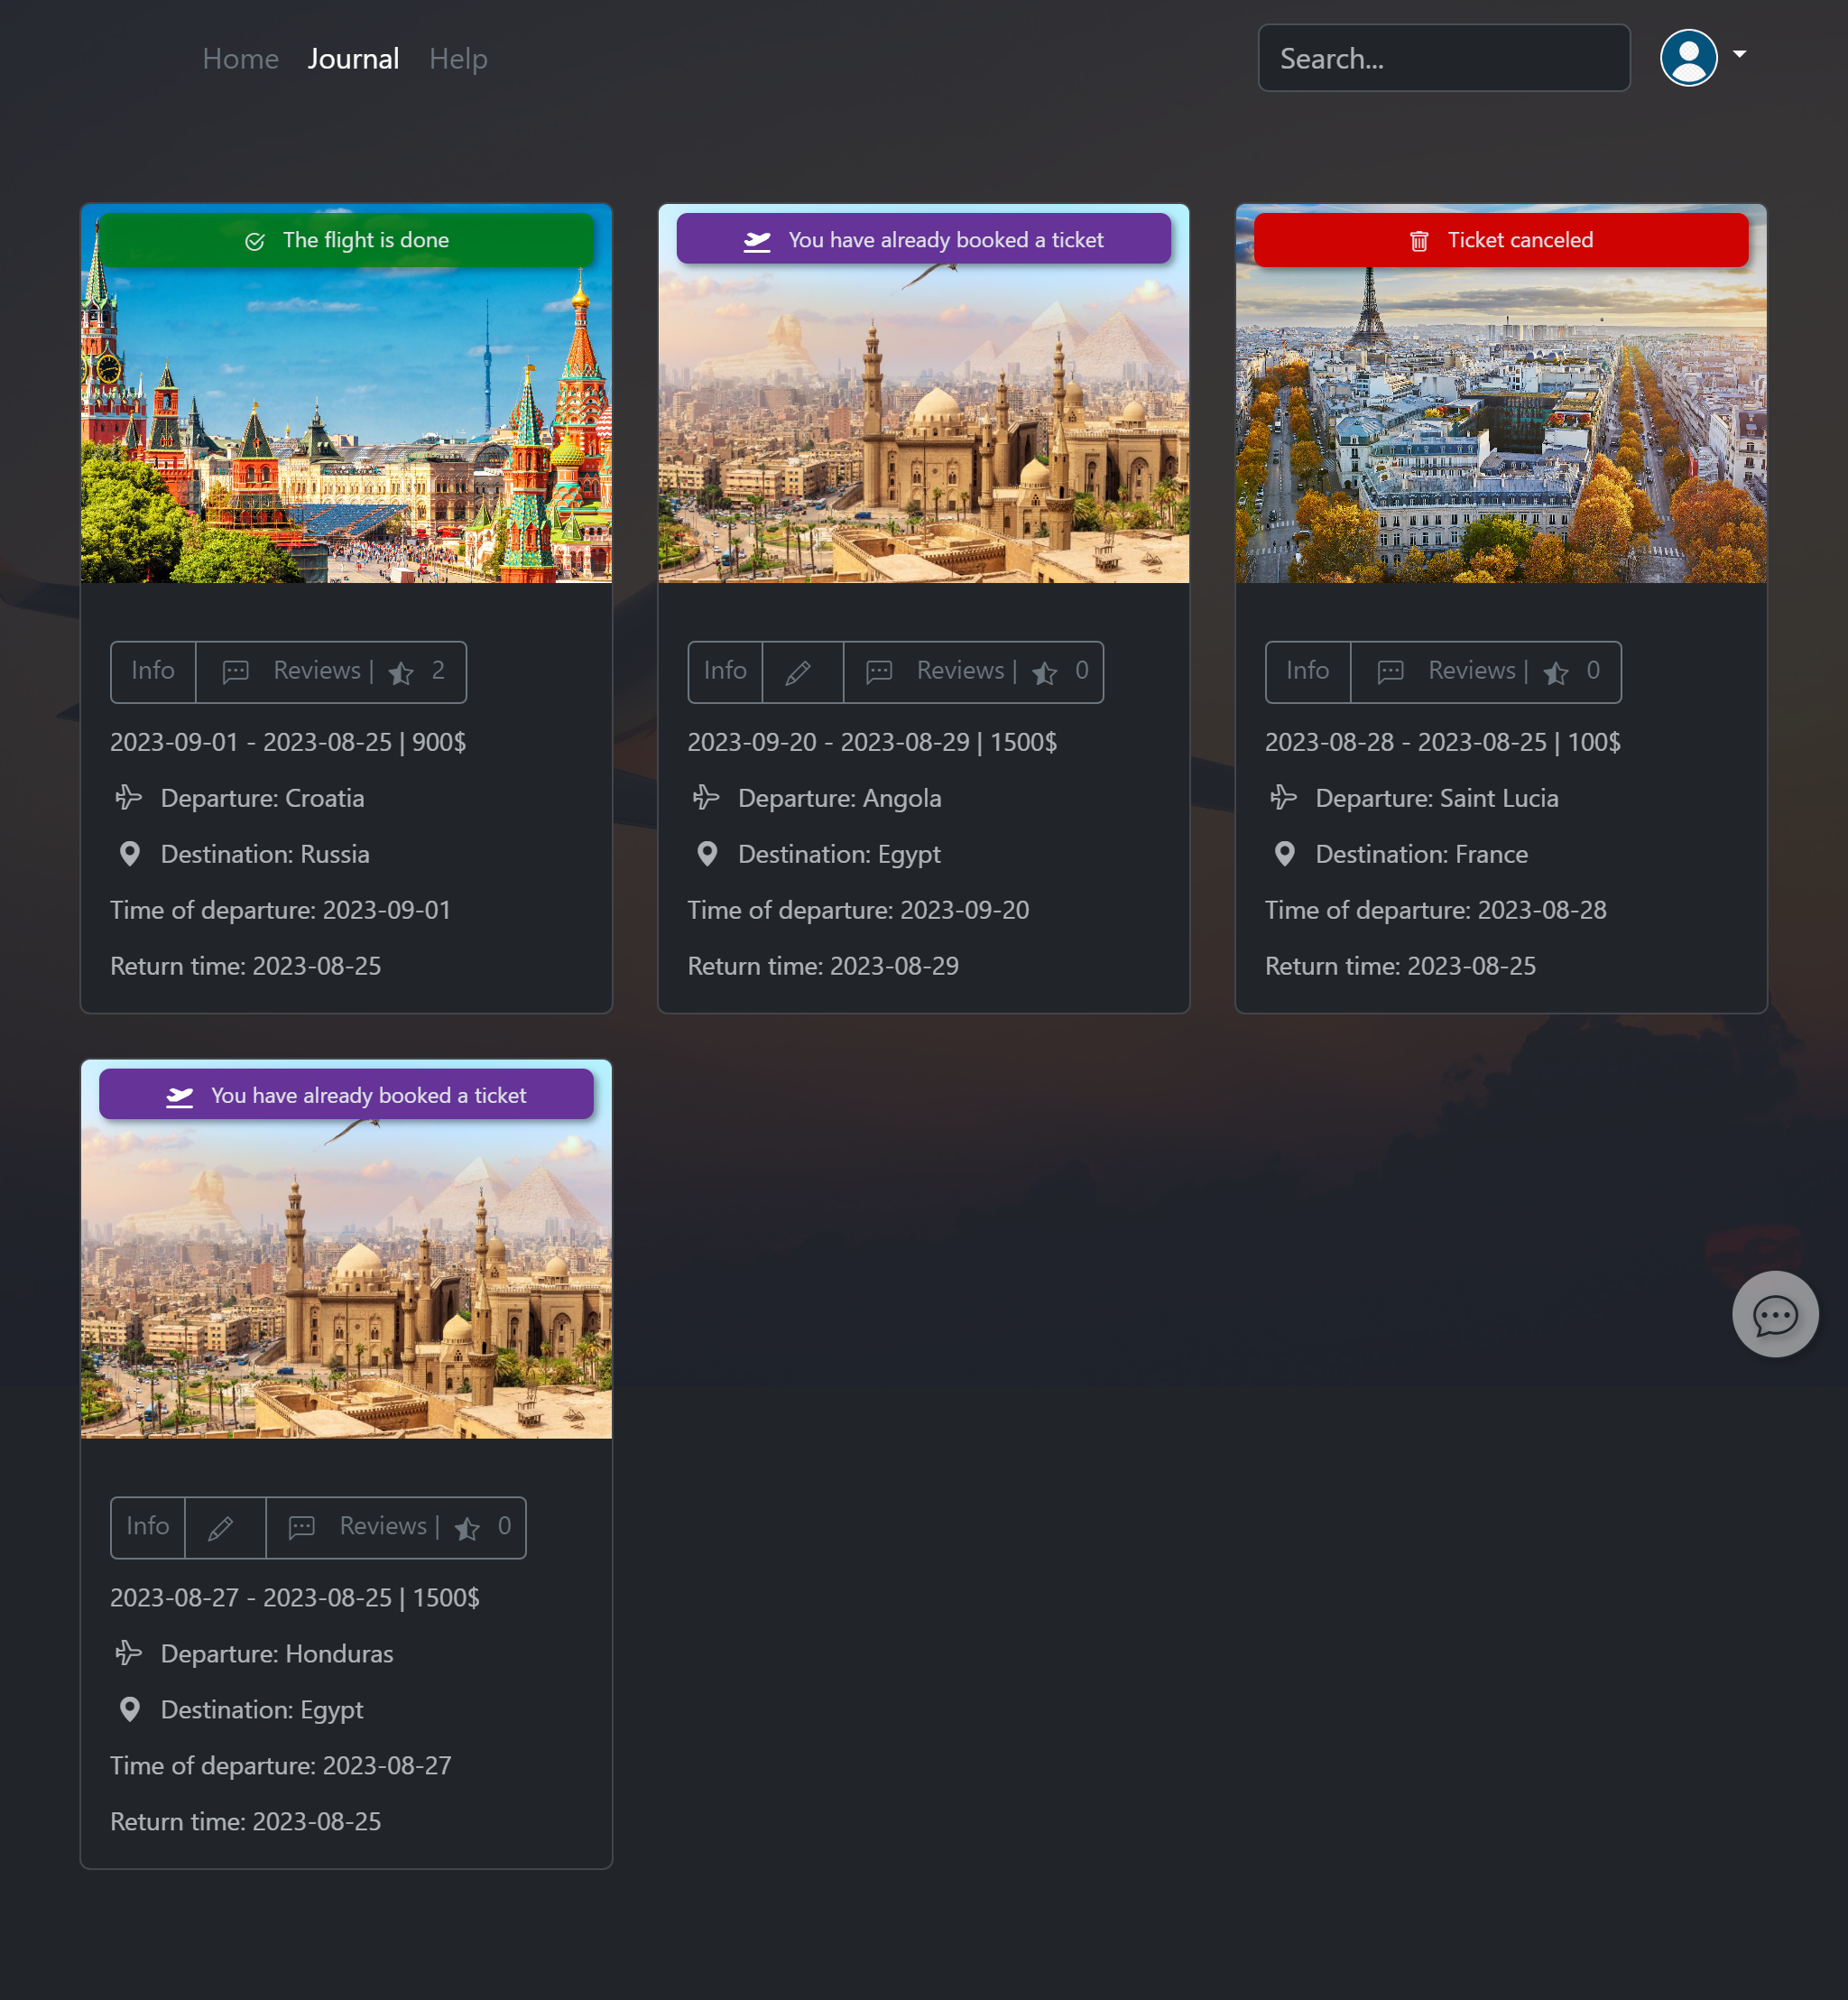 Home Journal Help Search...
The flight is done
Info Reviews | 2
2023-09-01 - 2023-08-25 | 900$
Departure: Croatia
Destination: Russia
Time of departure: 2023-09-01
Return time: 2023-08-25
You have already booked a ticket
Info Reviews | 0
2023-09-20 - 2023-08-29 | 1500$
Departure: Angola
Destination: Egypt
Time of departure: 2023-09-20
Return time: 2023-08-29
Ticket canceled
Info Reviews | 0
2023-08-28 - 2023-08-25 | 100$
Departure: Saint Lucia
Destination: France
Time of departure: 2023-08-28
Return time: 2023-08-25
You have already booked a ticket
Info Reviews | 0
2023-08-27 - 2023-08-25 | 1500$
Departure: Honduras
Destination: Egypt
Time of departure: 2023-08-27
Return time: 2023-08-25